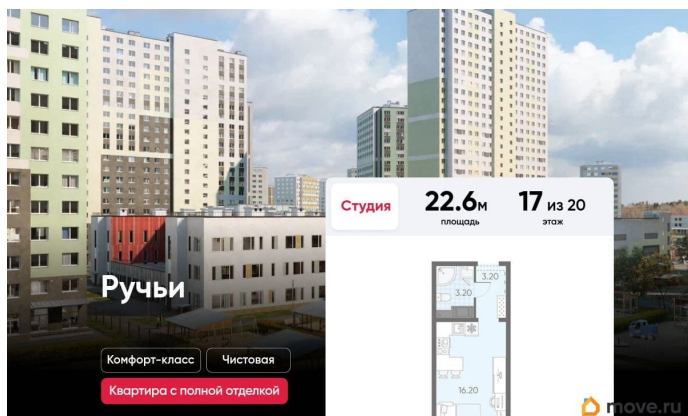 Студия
22.6м
площадь
17 из 20
этаж
3.20
3.20
16.20
Ручьи
Комфорт-класс
Чистовая
Квартира с полной отделкой
move.ru